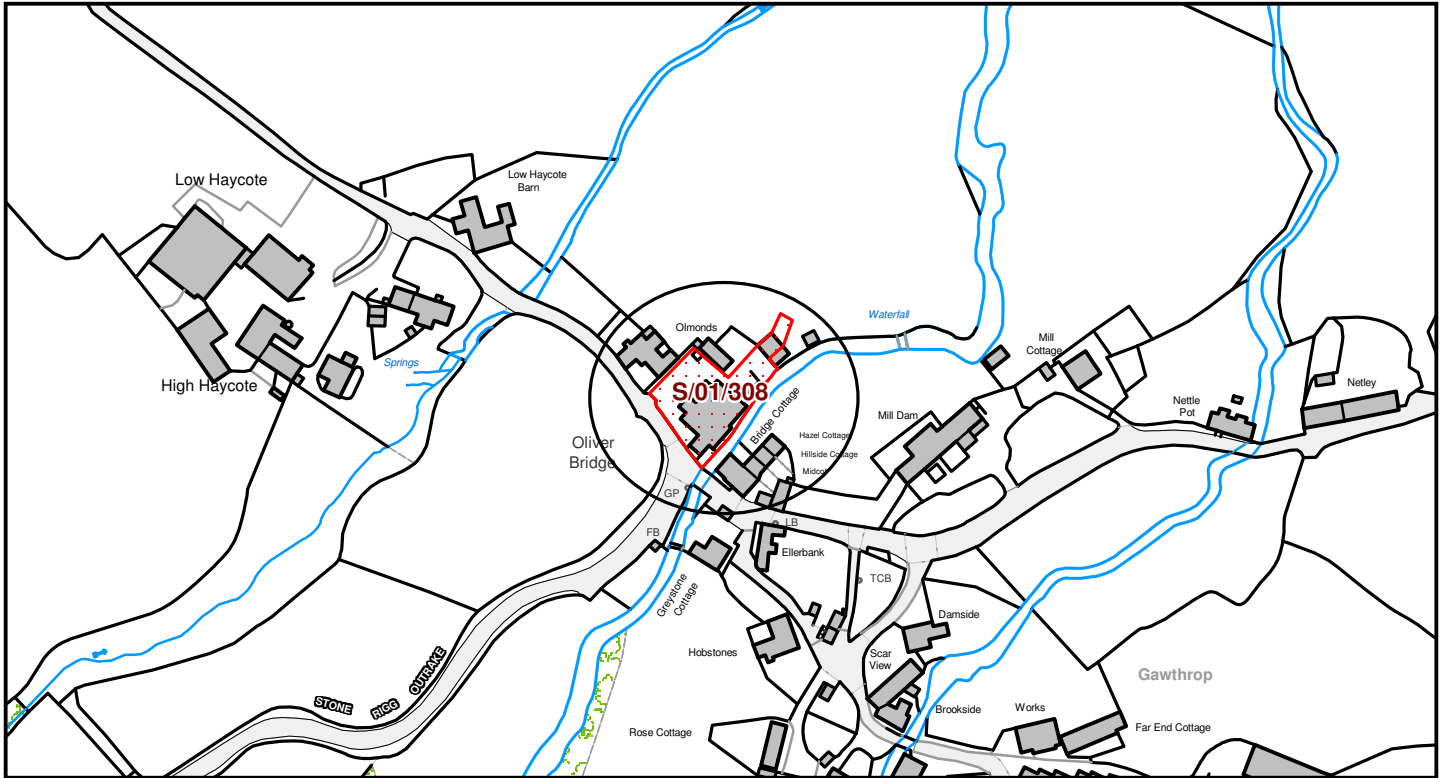 Low Haycote
Low Haycote
Barn
Waterfall
Olmonds
Mill
Cottage
Springs
High Haycote
S/01/308
Netley
Nettle
Pot
Bridge Cottage
Mill Dam
Hazel Cottage
Oliver
Bridge
Hillside Cottage
GP
LB
FB
Ellerbank
TCB
Greystone
Cottage
Damside
Hobstones
Scar
View
STONE RIGG OUTRAKE
Gawthrop
Brookside
Works
Rose Cottage
Far End Cottage